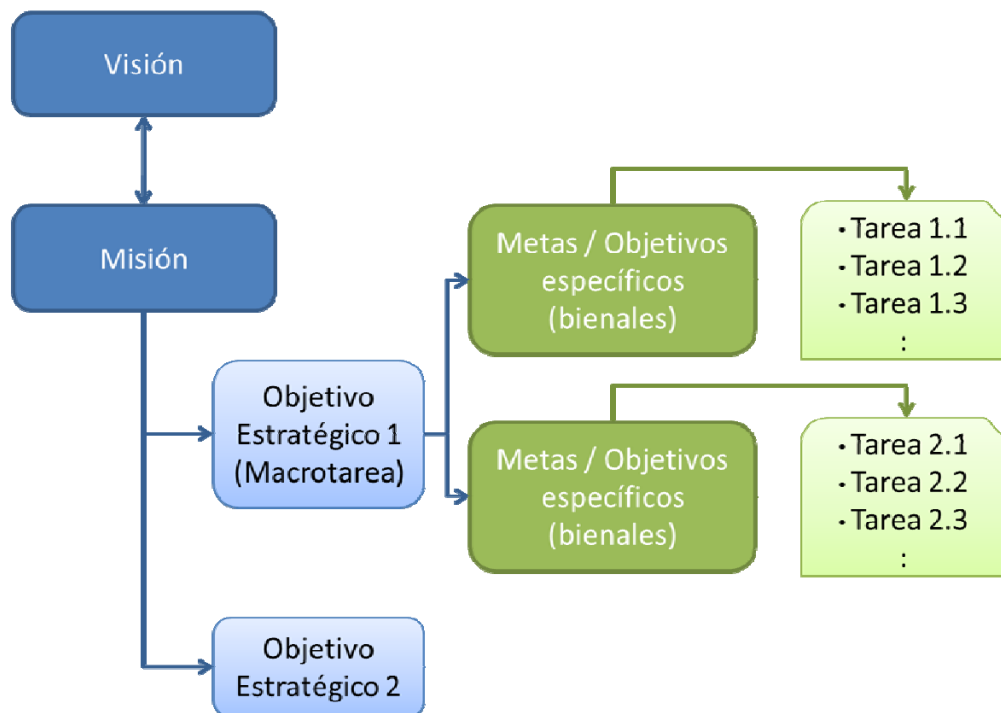 Visión
Misión
Objetivo
Estratégico 1
(Macrotarea)
Objetivo
Estratégico 2
Metas / Objetivos
específicos
(bienales)
• Tarea 1.1
• Tarea 1.2
• Tarea 1.3
:
Metas / Objetivos
específicos
(bienales)
• Tarea 2.1
• Tarea 2.2
• Tarea 2.3
: